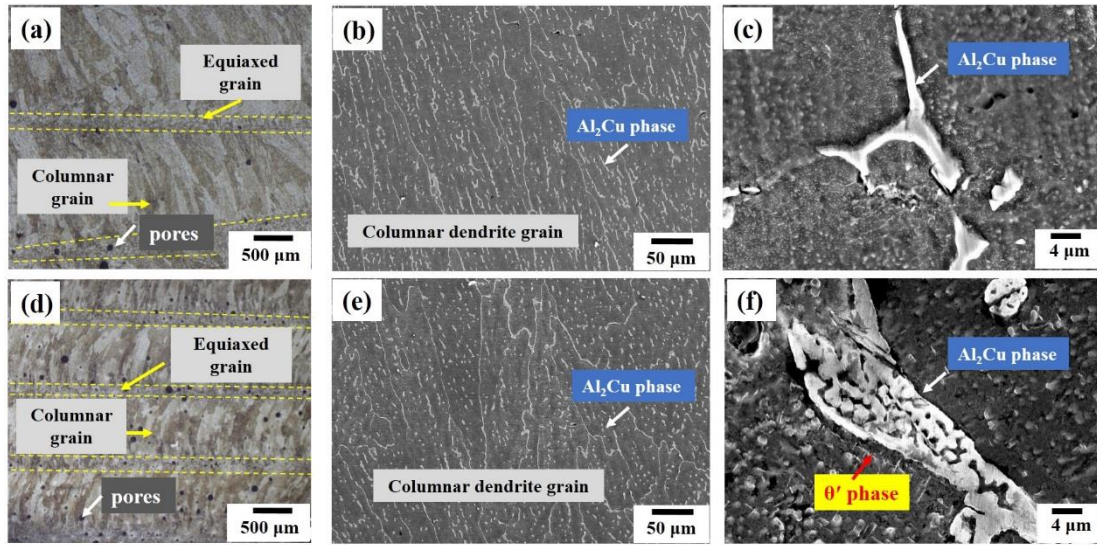 (a)
Equiaxed
grain
Columnar
grain
pores
500 μm
(b)
Al₂Cu phase
Columnar dendrite grain
50 μm
(c)
Al₂Cu phase
4 μm
(d)
Equiaxed
grain
Columnar
grain
pores
500 μm
(e)
Al₂Cu phase
Columnar dendrite grain
50 μm
(f)
Al₂Cu phase
θ′ phase
4 μm